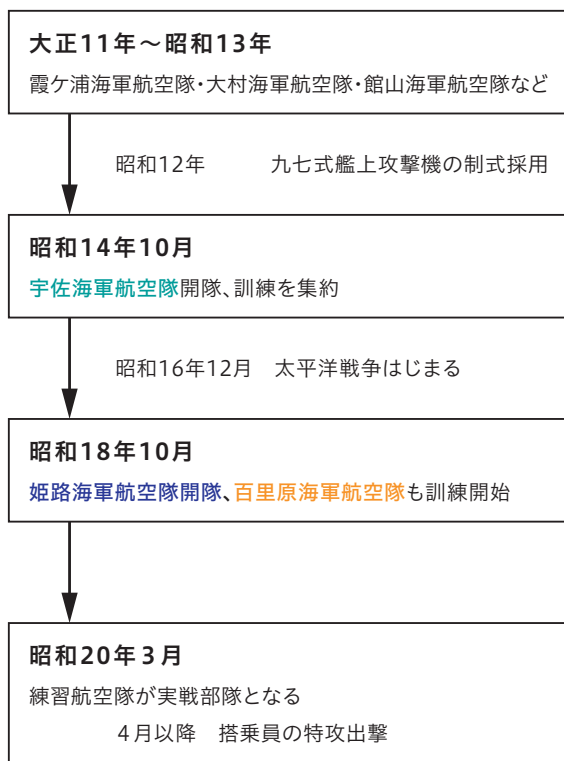 大正11年〜昭和13年
霞ケ浦海軍航空隊・大村海軍航空隊・館山海軍航空隊など
昭和12年　九七式艦上攻撃機の制式採用
昭和14年10月
宇佐海軍航空隊開隊、訓練を集約
昭和16年12月　太平洋戦争はじまる
昭和18年10月
姫路海軍航空隊開隊、百里原海軍航空隊も訓練開始
昭和20年3月
練習航空隊が実戦部隊となる
4月以降　搭乗員の特攻出撃